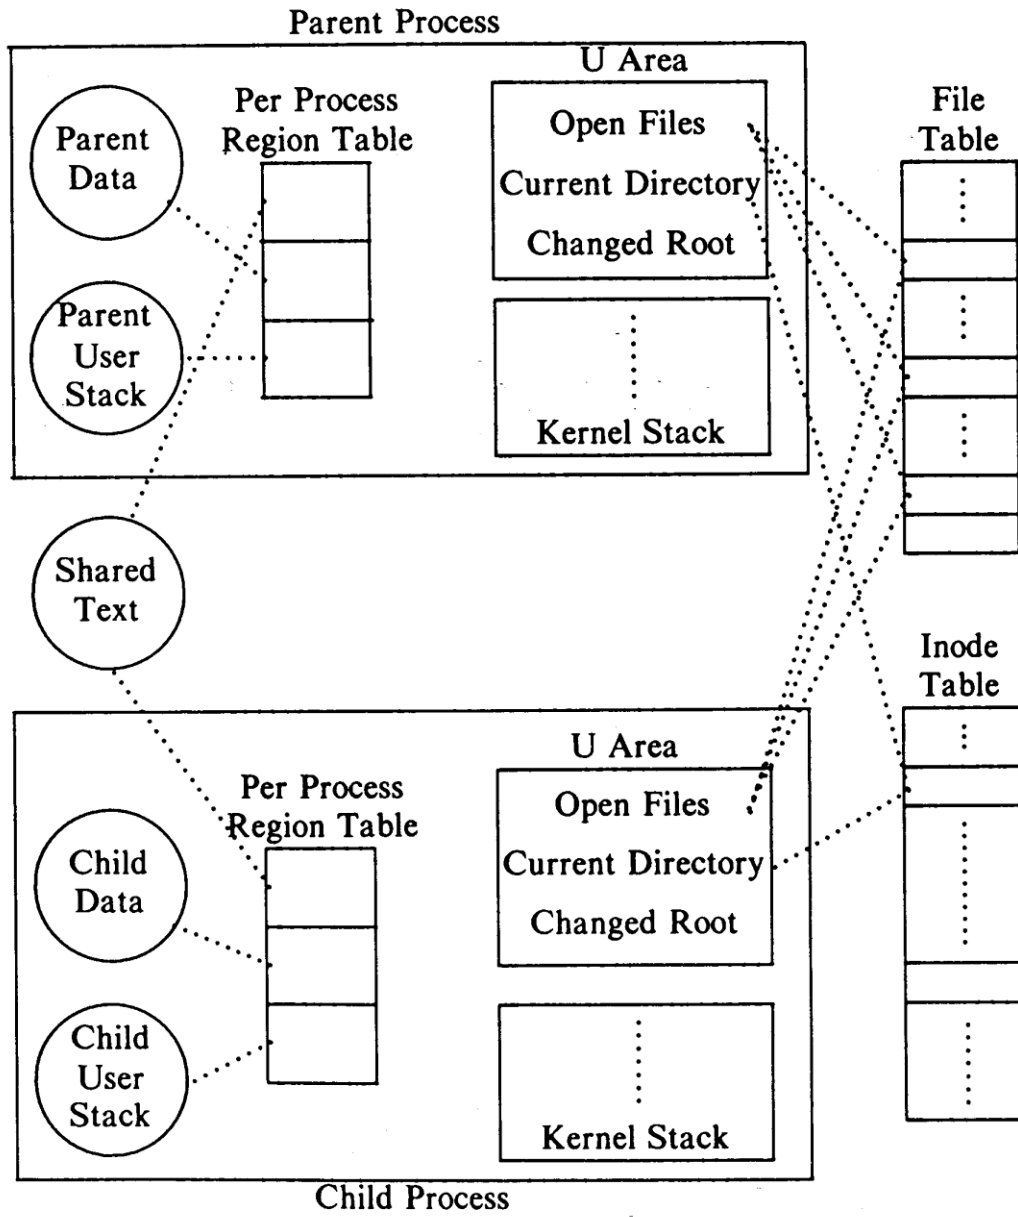 Parent Process
U Area
Parent
Data
Per Process
Region Table
Open Files
Current Directory
Changed Root
File
Table
Parent
User
Stack
Kernel Stack
Shared
Text
Inode
Table
U Area
Per Process
Region Table
Open Files
Current Directory
Changed Root
Child
Data
Child
User
Stack
Kernel Stack
Child Process